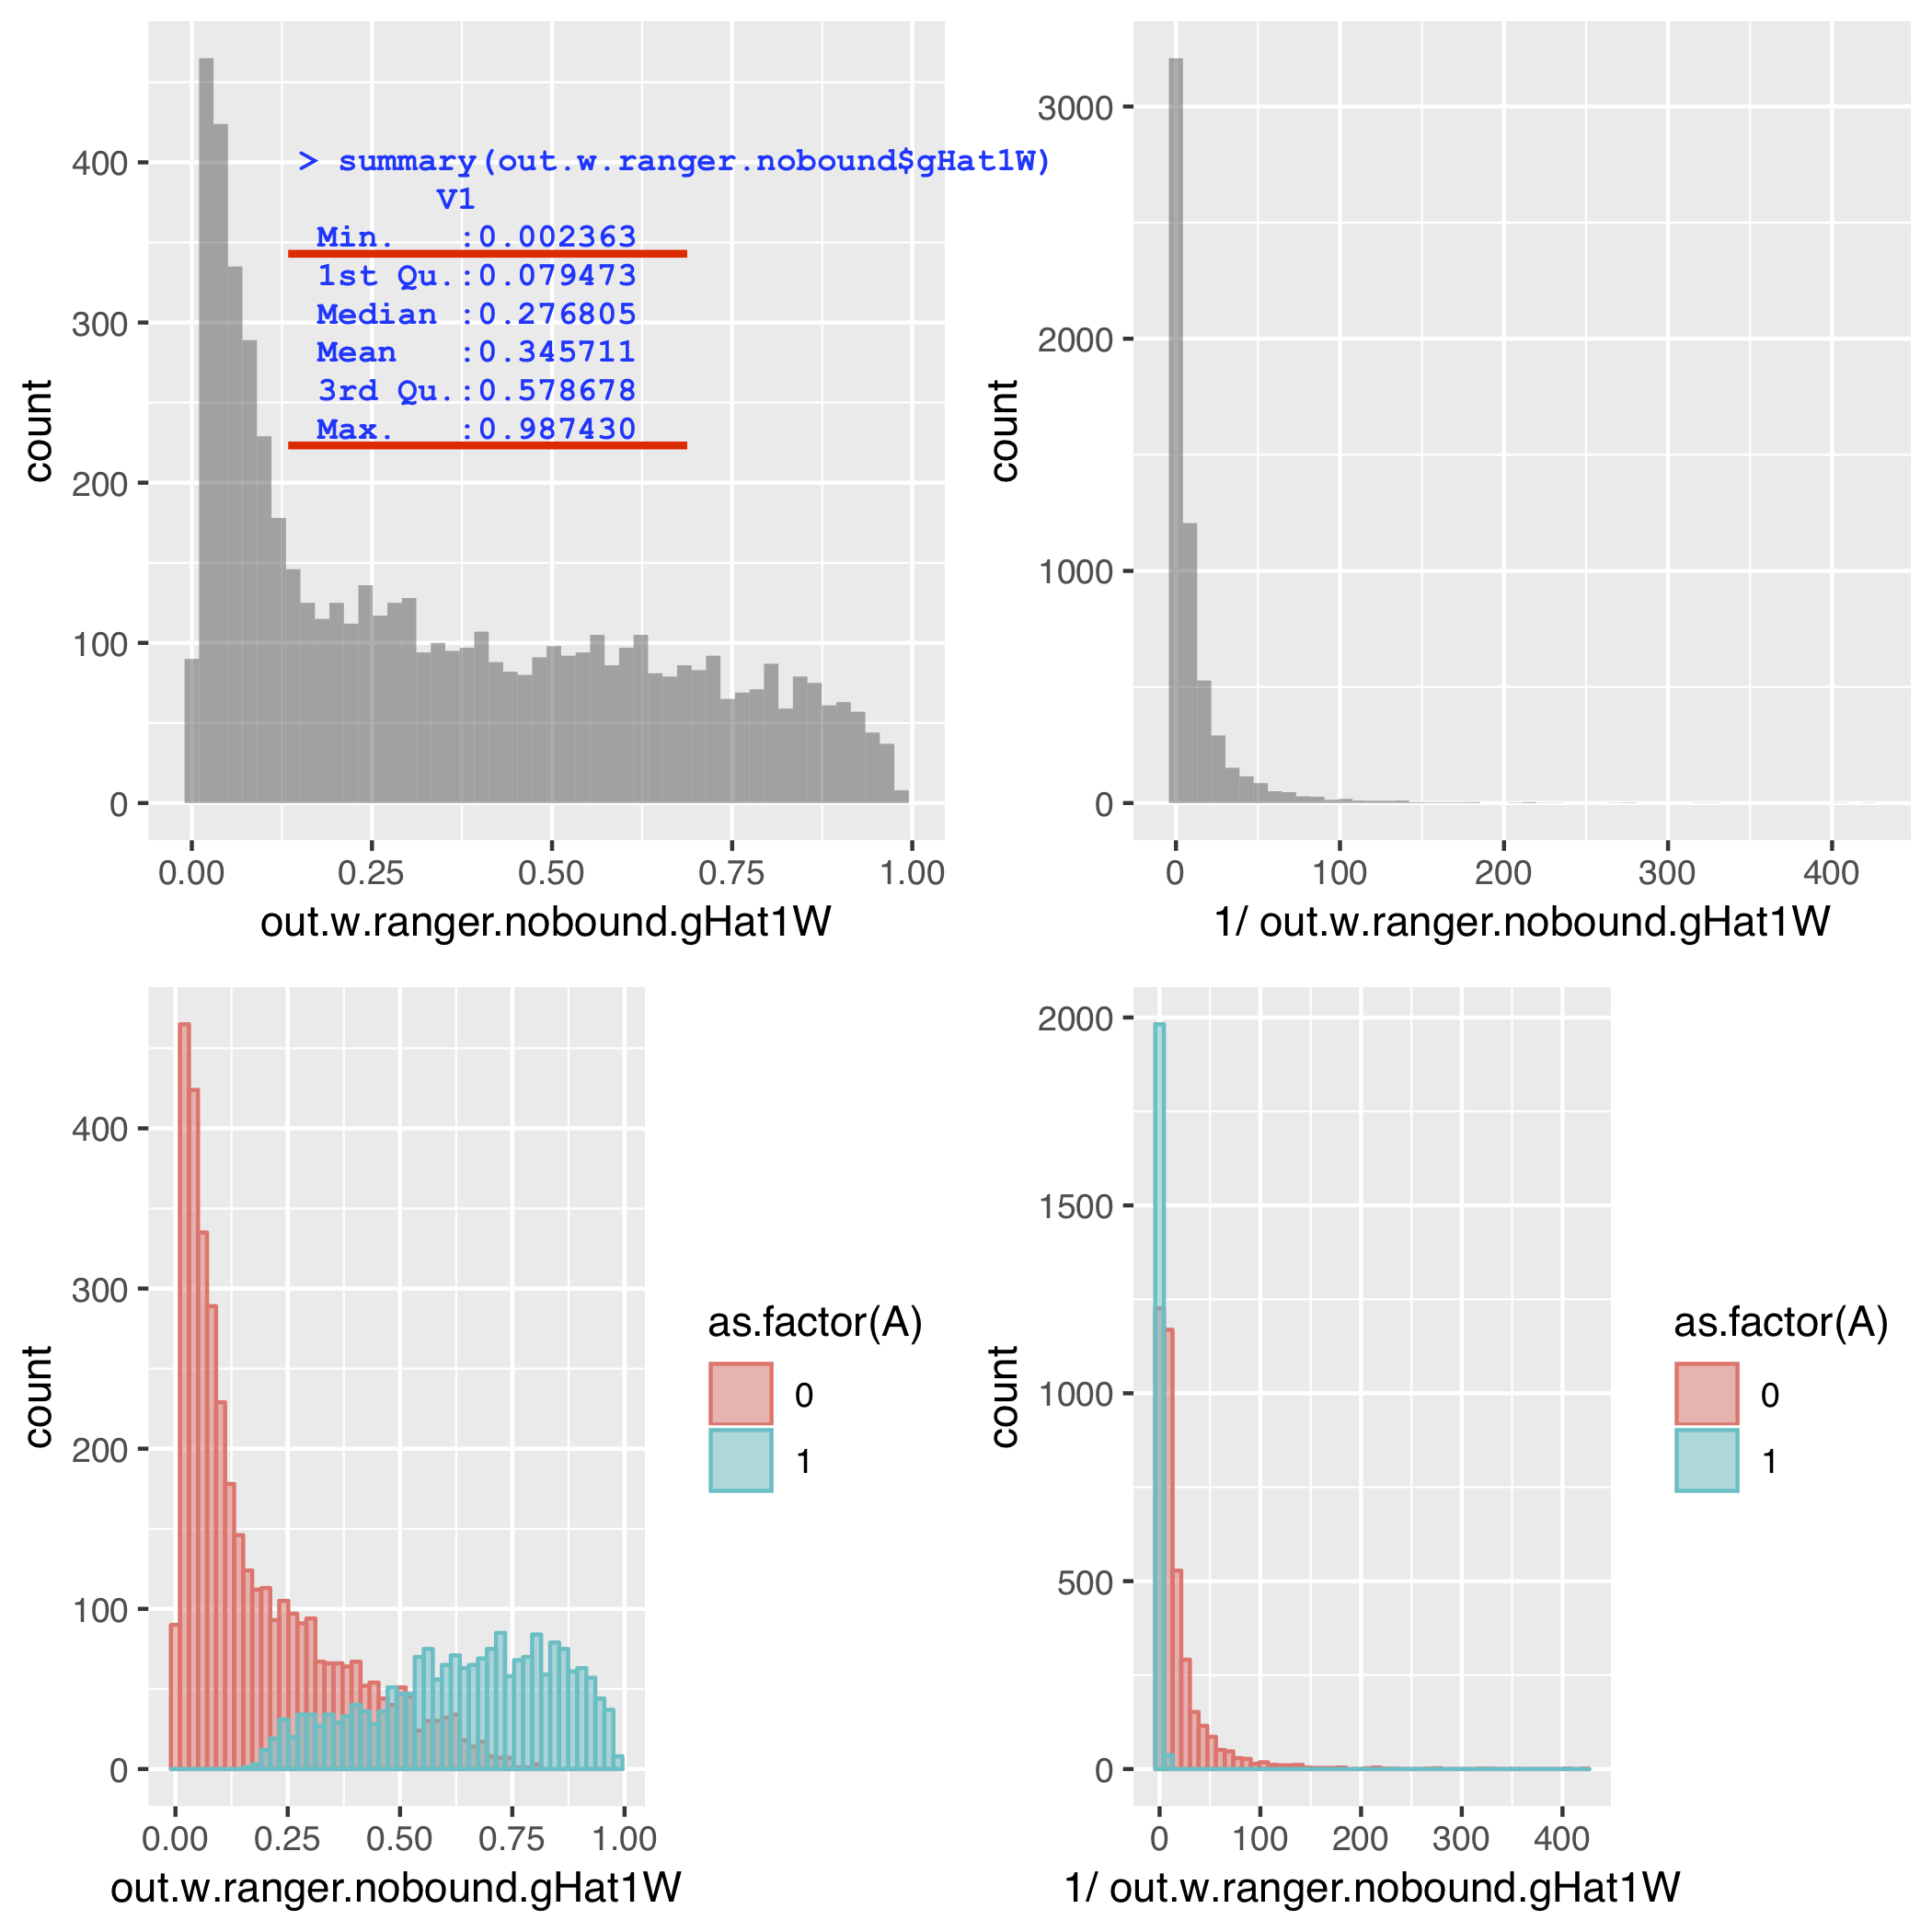 400
300
200
100
0
count
> summary(out.w.ranger.nobound$gHat1W)
V1
Min. :0.002363
1st Qu.:0.079473
Median :0.276805
Mean :0.345711
3rd Qu.:0.578678
Max. :0.987430
0.00 0.25 0.50 0.75 1.00
out.w.ranger.nobound.gHat1W
3000
2000
1000
0
count
0 100 200 300 400
1/ out.w.ranger.nobound.gHat1W
400
300
200
100
0
count
0.00 0.25 0.50 0.75 1.00
out.w.ranger.nobound.gHat1W
as.factor(A)
0
1
2000
1500
1000
500
0
count
0 100 200 300 400
1/ out.w.ranger.nobound.gHat1W
as.factor(A)
0
1